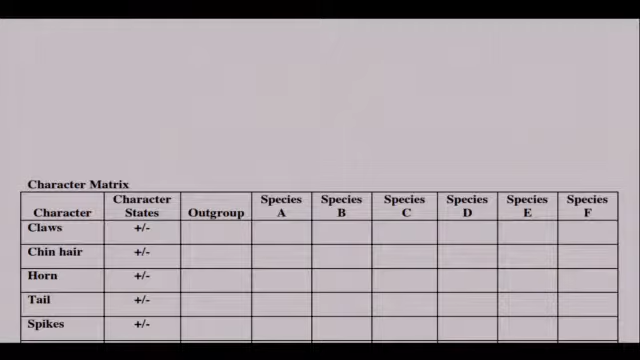 Character Matrix
Character Character States Outgroup Species A Species B Species C Species D Species E Species F
Claws +/-
Chin hair +/-
Horn +/-
Tail +/-
Spikes +/-